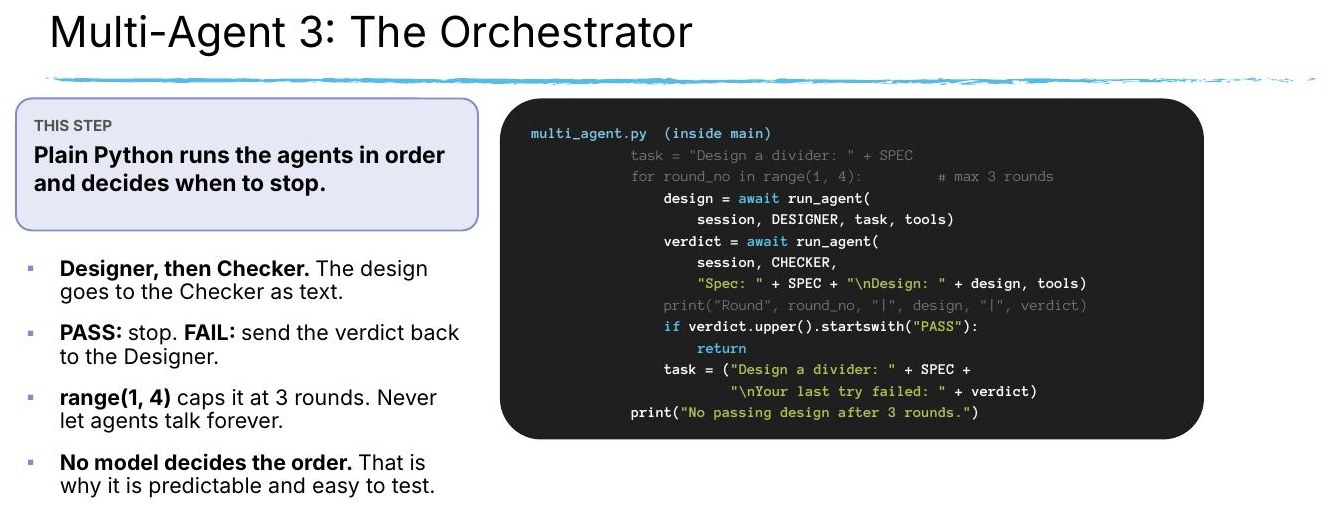 Multi-Agent 3: The Orchestrator
THIS STEP
Plain Python runs the agents in order
and decides when to stop.
▪ Designer, then Checker. The design
goes to the Checker as text.
▪ PASS: stop. FAIL: send the verdict back
to the Designer.
▪ range(1, 4) caps it at 3 rounds. Never
let agents talk forever.
▪ No model decides the order. That is
why it is predictable and easy to test.
multi_agent.py  (inside main)
            task = "Design a divider: " + SPEC
            for round_no in range(1, 4):         # max 3 rounds
                design = await run_agent(
                    session, DESIGNER, task, tools)
                verdict = await run_agent(
                    session, CHECKER,
                    "Spec: " + SPEC + "\nDesign: " + design, tools)
                print("Round", round_no, "|", design, "|", verdict)
                if verdict.upper().startswith("PASS"):
                    return
                task = ("Design a divider: " + SPEC +
                        "\nYour last try failed: " + verdict)
            print("No passing design after 3 rounds.")